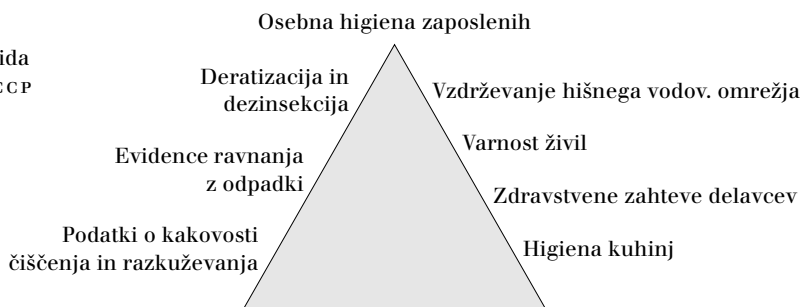 Osebna higiena zaposlenih
Deratizacija in
dezinsekcija
Evidence ravnanja
z odpadki
Podatki o kakovosti
čiščenja in razkuževanja
Vzdrževanje hišnega vodov. omrežja
Varnost živil
Zdravstvene zahteve delavcev
Higiena kuhinj